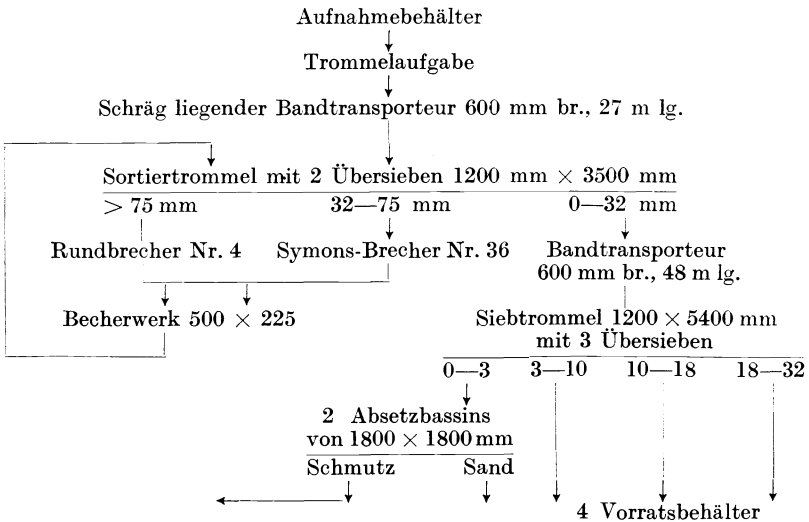 Aufnahmebehälter
Trommelaufgabe
Schräg liegender Bandtransporteur 600 mm br., 27 m lg.
Sortiertrommel mit 2 Übersieben 1200 mm × 3500 mm
> 75 mm 32—75 mm 0—32 mm
Rundbrecher Nr. 4 Symons-Brecher Nr. 36 Bandtransporteur
600 mm br., 48 m lg.
Becherwerk 500 × 225 Siebtrommel 1200 × 5400 mm
mit 3 Übersieben
0—3 3—10 10—18 18—32
2 Absetzbassins
von 1800 × 1800 mm
Schmutz Sand
4 Vorratsbehälter